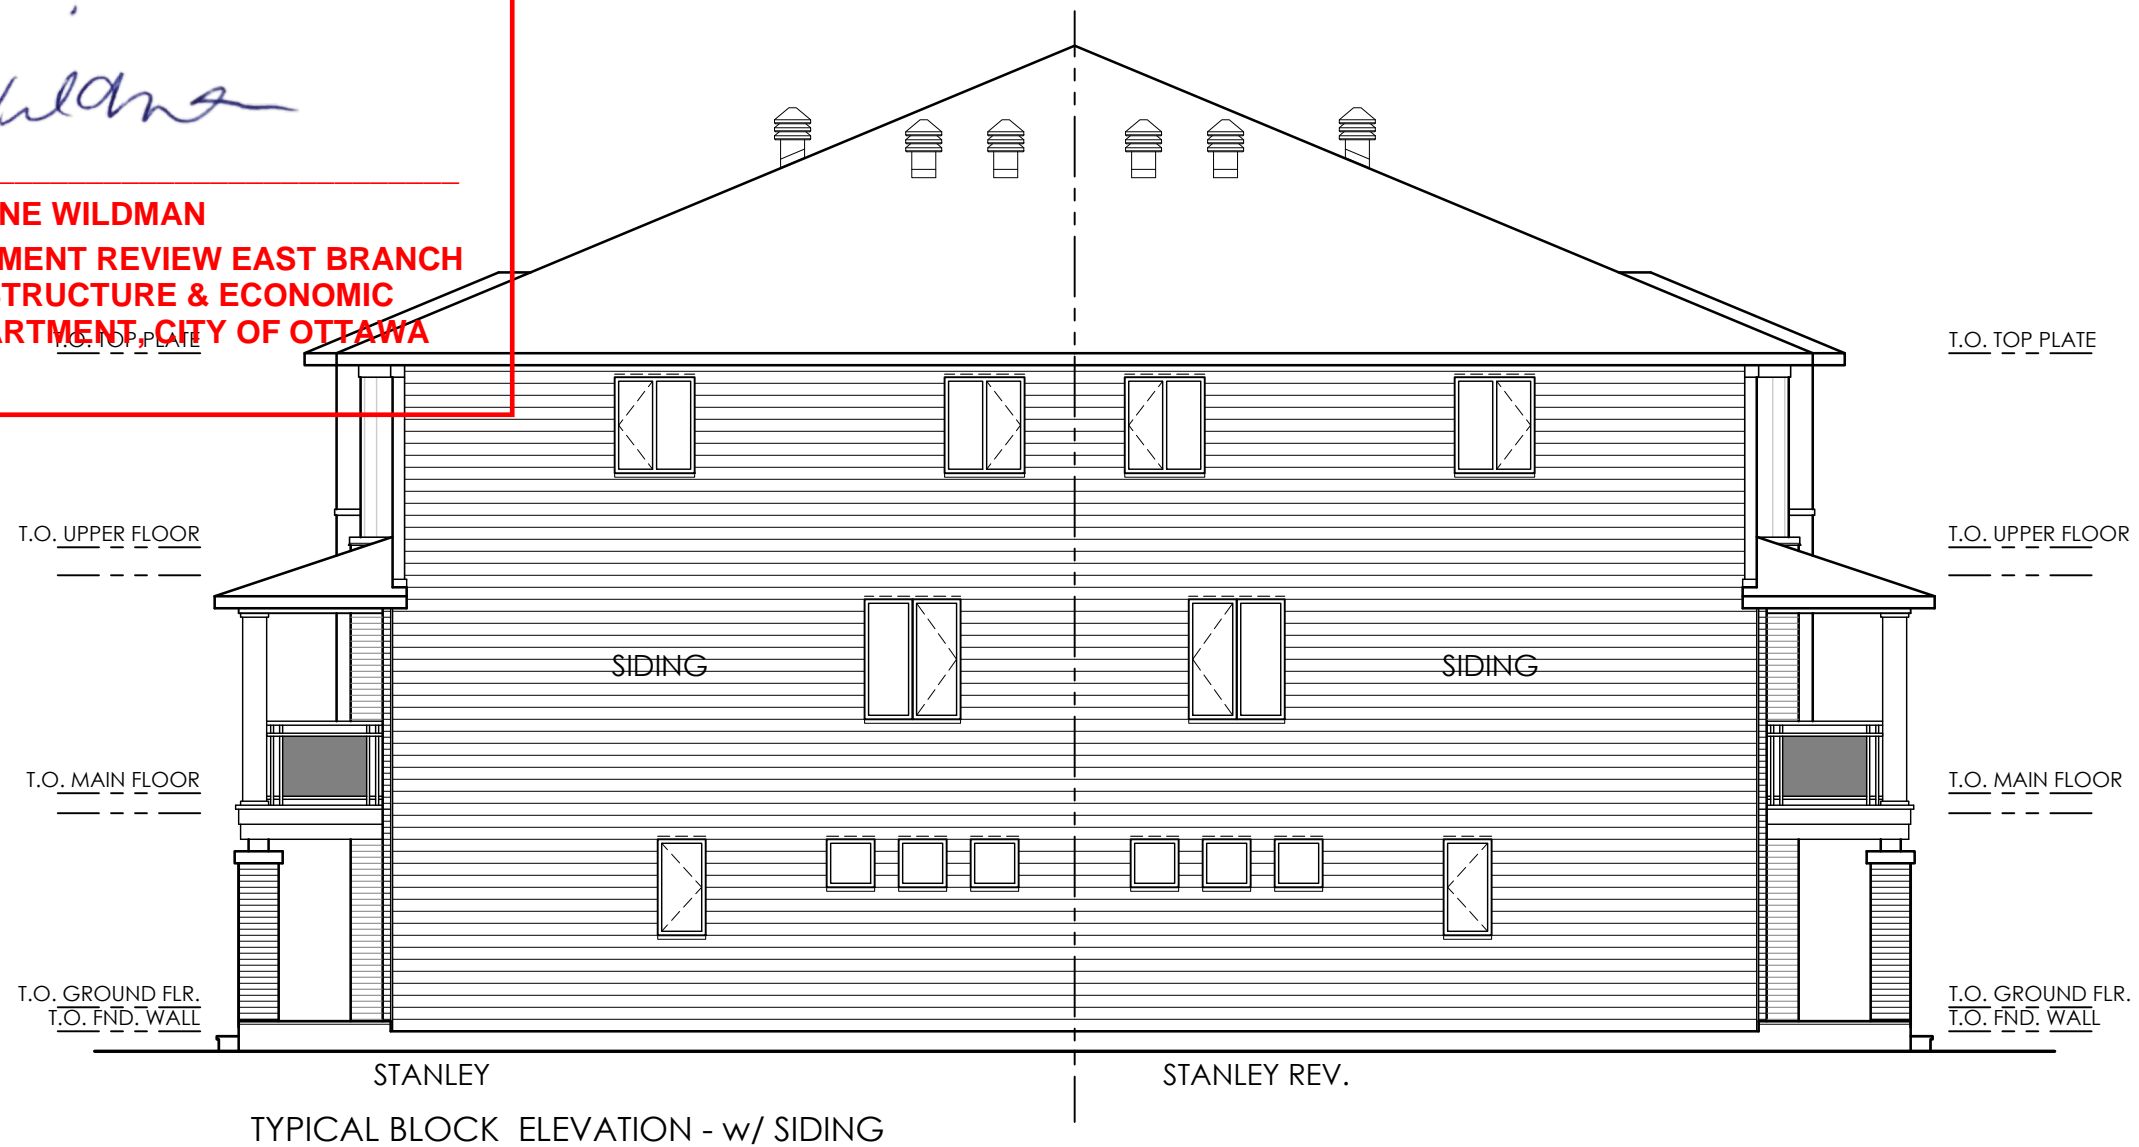 NE WILDMAN
MENT REVIEW EAST BRANCH
STRUCTURE & ECONOMIC
ARTMENT, CITY OF OTTAWA
T.O. TOP PLATE
T.O. TOP PLATE
T.O. UPPER FLOOR
T.O. UPPER FLOOR
SIDING
SIDING
T.O. MAIN FLOOR
T.O. MAIN FLOOR
T.O. GROUND FLR.
T.O. GROUND FLR.
T.O. FND. WALL
T.O. FND. WALL
STANLEY
STANLEY REV.
TYPICAL BLOCK ELEVATION - w/ SIDING